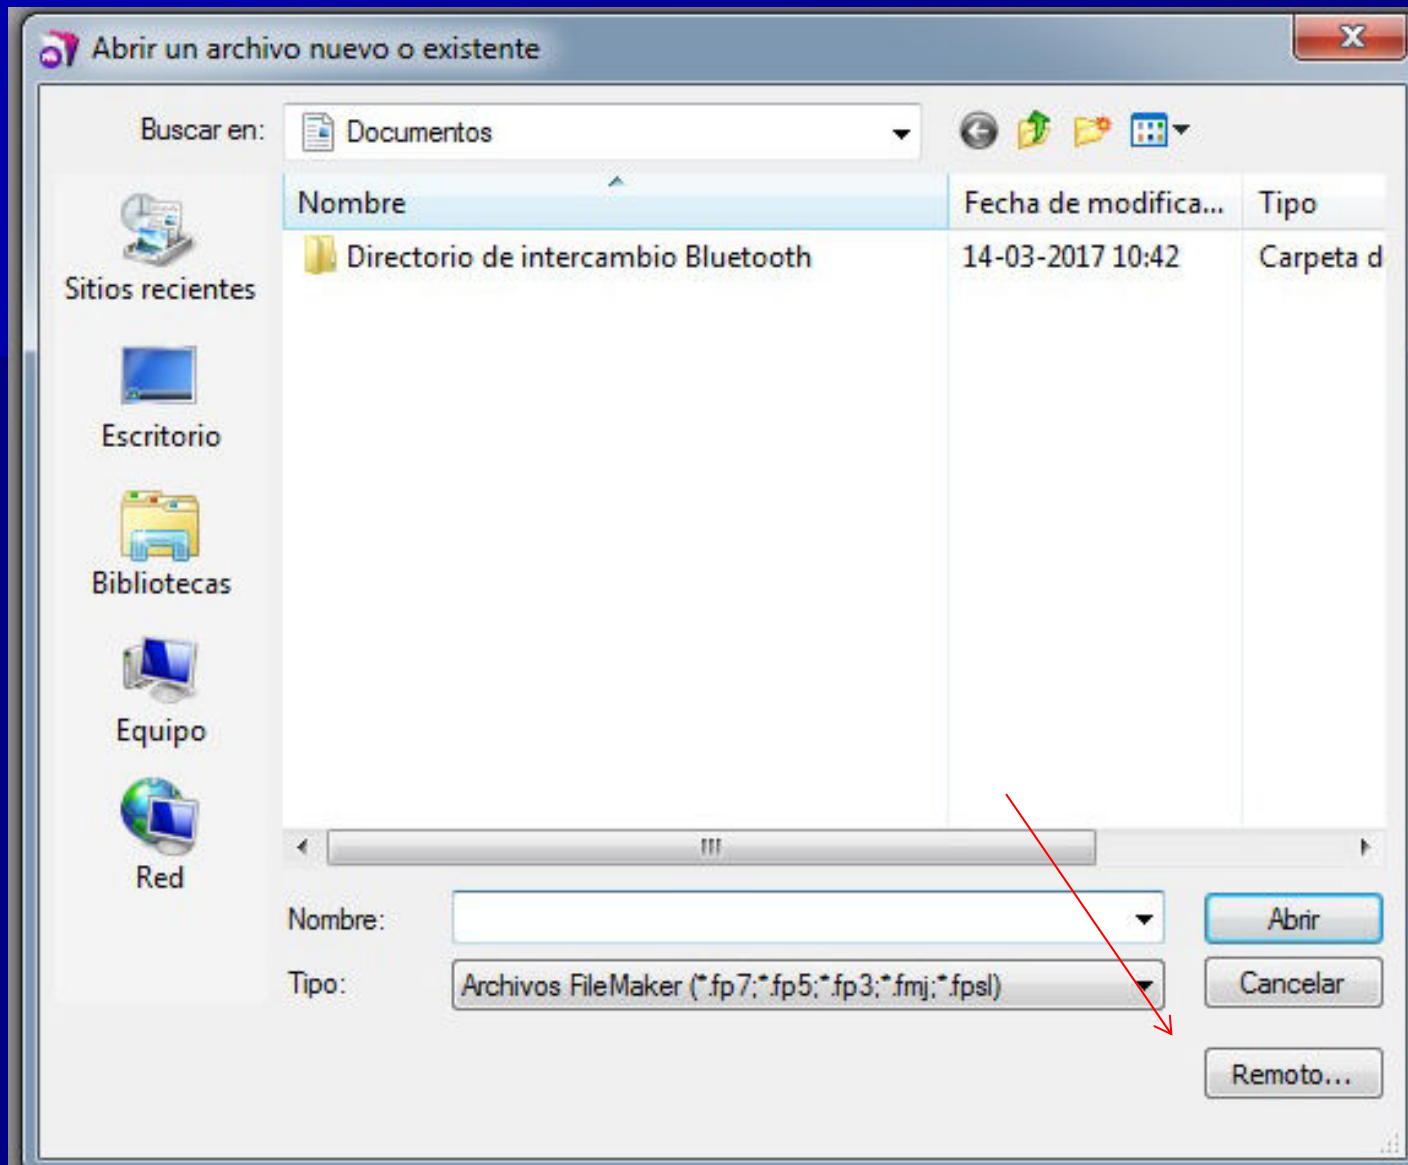 Abrir un archivo nuevo o existente
Buscar en:
Documentos
Nombre
Fecha de modifica...
Tipo
Directorio de intercambio Bluetooth
14-03-2017 10:42
Carpeta d
Sitios recientes
Escritorio
Bibliotecas
Equipo
Red
Nombre:
Abrir
Tipo:
Archivos FileMaker (*.fp7;*.fp5;*.fp3;*.fmj;*.fpsl)
Cancelar
Remoto...